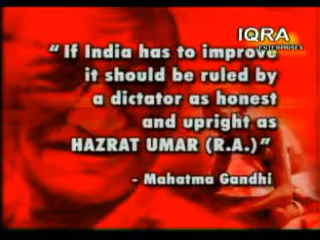 IQRA
ENTERPRISES
"If India has to improve
it should be ruled by
a dictator as honest
and upright as
HAZRAT UMAR (R.A.)"
- Mahatma Gandhi